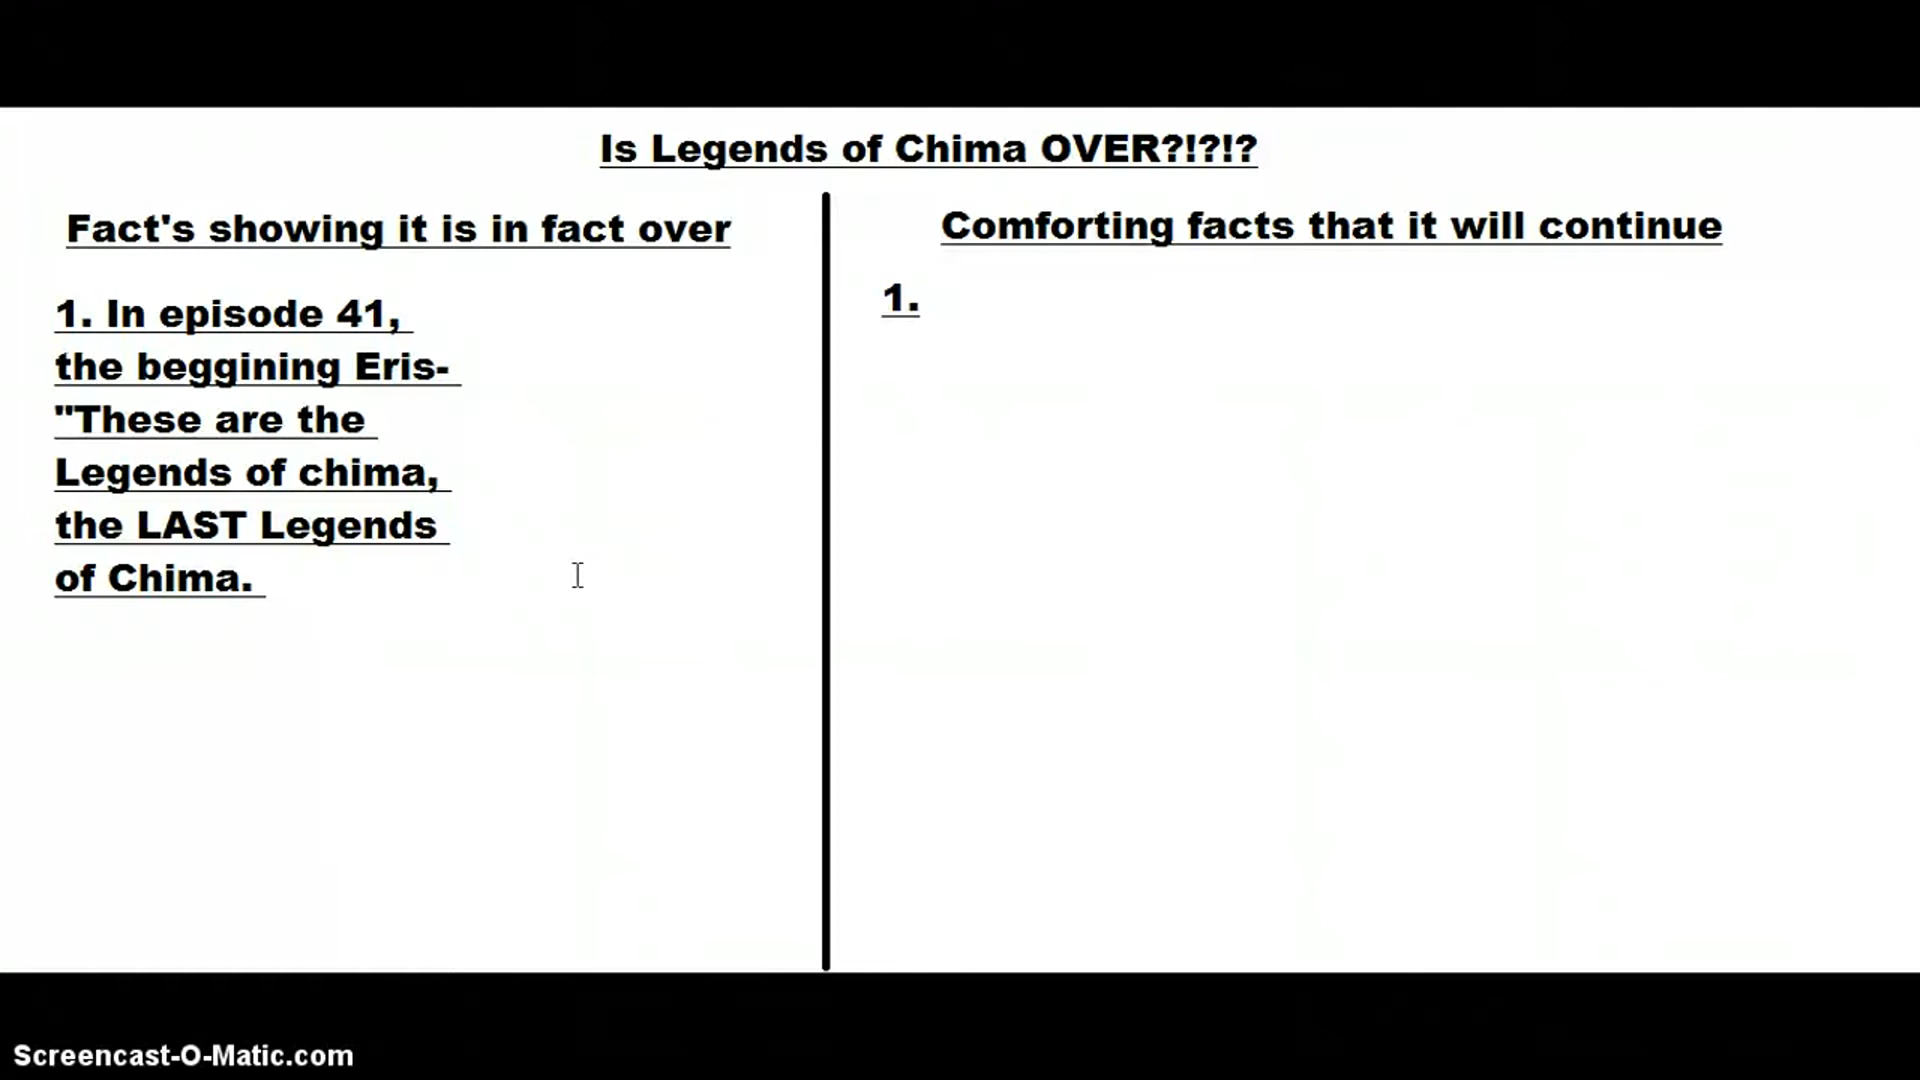 Is Legends of Chima OVER?!?!?
Fact's showing it is in fact over
1. In episode 41,
the beggining Eris-
"These are the
Legends of chima,
the LAST Legends
of Chima.
Comforting facts that it will continue
1.
Screencast-O-Matic.com